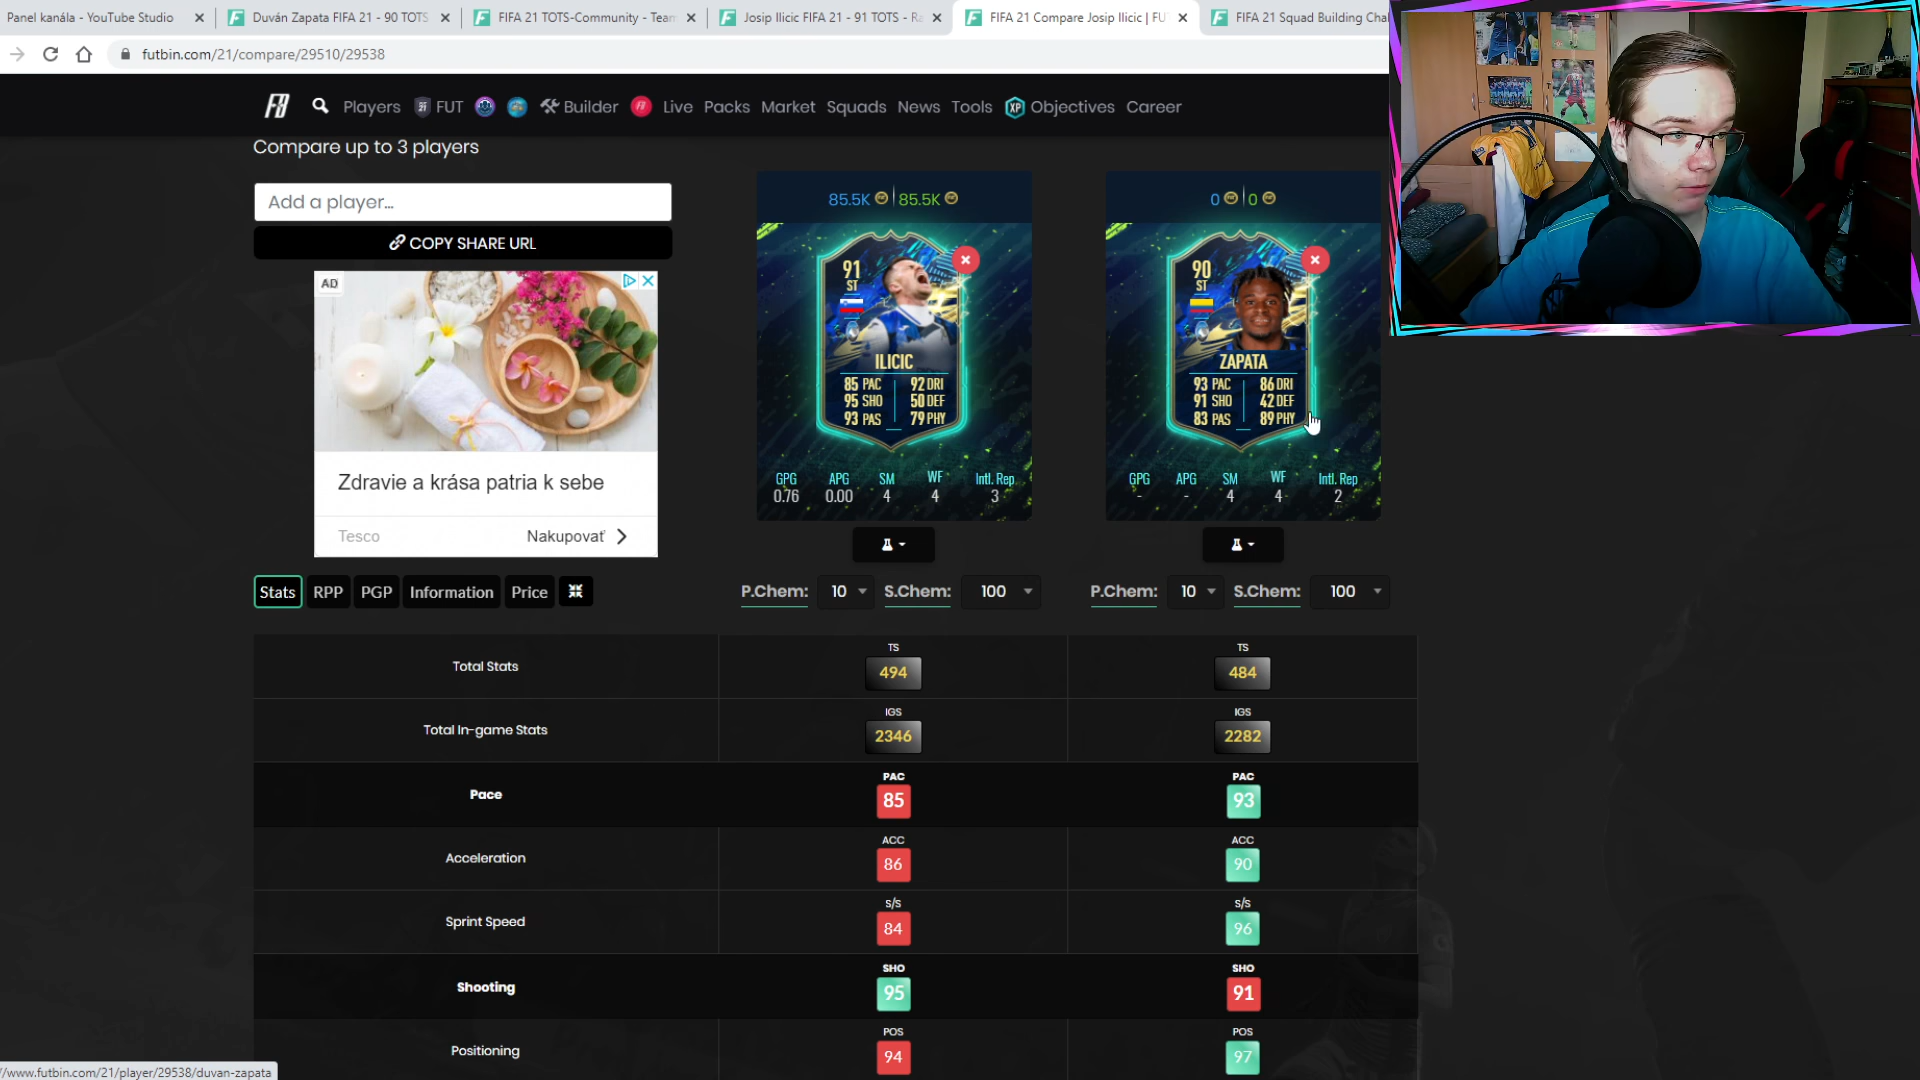 Panel kanála - YouTube Studio
Duván Zapata FIFA 21 - 90 TOTS
FIFA 21 TOTS-Community - Team
Josip Ilicic FIFA 21 - 91 TOTS - Ra
FIFA 21 Compare Josip Ilicic | FU
FIFA 21 Squad Building Cha
futbin.com/21/compare/29510/29538
Players FUT Builder Live Packs Market Squads News Tools XP Objectives Career
Compare up to 3 players
Add a player...
COPY SHARE URL
AD
Zdravie a krása patria k sebe
Tesco
Nakupovať
85.5K | 85.5K
91
ST
ILICIC
85 PAC 92 DRI
95 SHO 50 DEF
93 PAS 79 PHY
GPG APG SM WF Intl. Rep
0.76 0.00 4 4 3
0 | 0
90
ST
ZAPATA
93 PAC 86 DRI
91 SHO 42 DEF
83 PAS 89 PHY
GPG APG SM WF Intl. Rep
- - 4 4 2
Stats RPP PGP Information Price
P.Chem: 10 S.Chem: 100
P.Chem: 10 S.Chem: 100
TS TS
Total Stats 494 484
IGS IGS
Total In-game Stats 2346 2282
PAC PAC
Pace 85 93
ACC ACC
Acceleration 86 90
S/S S/S
Sprint Speed 84 96
SHO SHO
Shooting 95 91
POS POS
Positioning 94 97
/www.futbin.com/21/player/29538/duvan-zapata